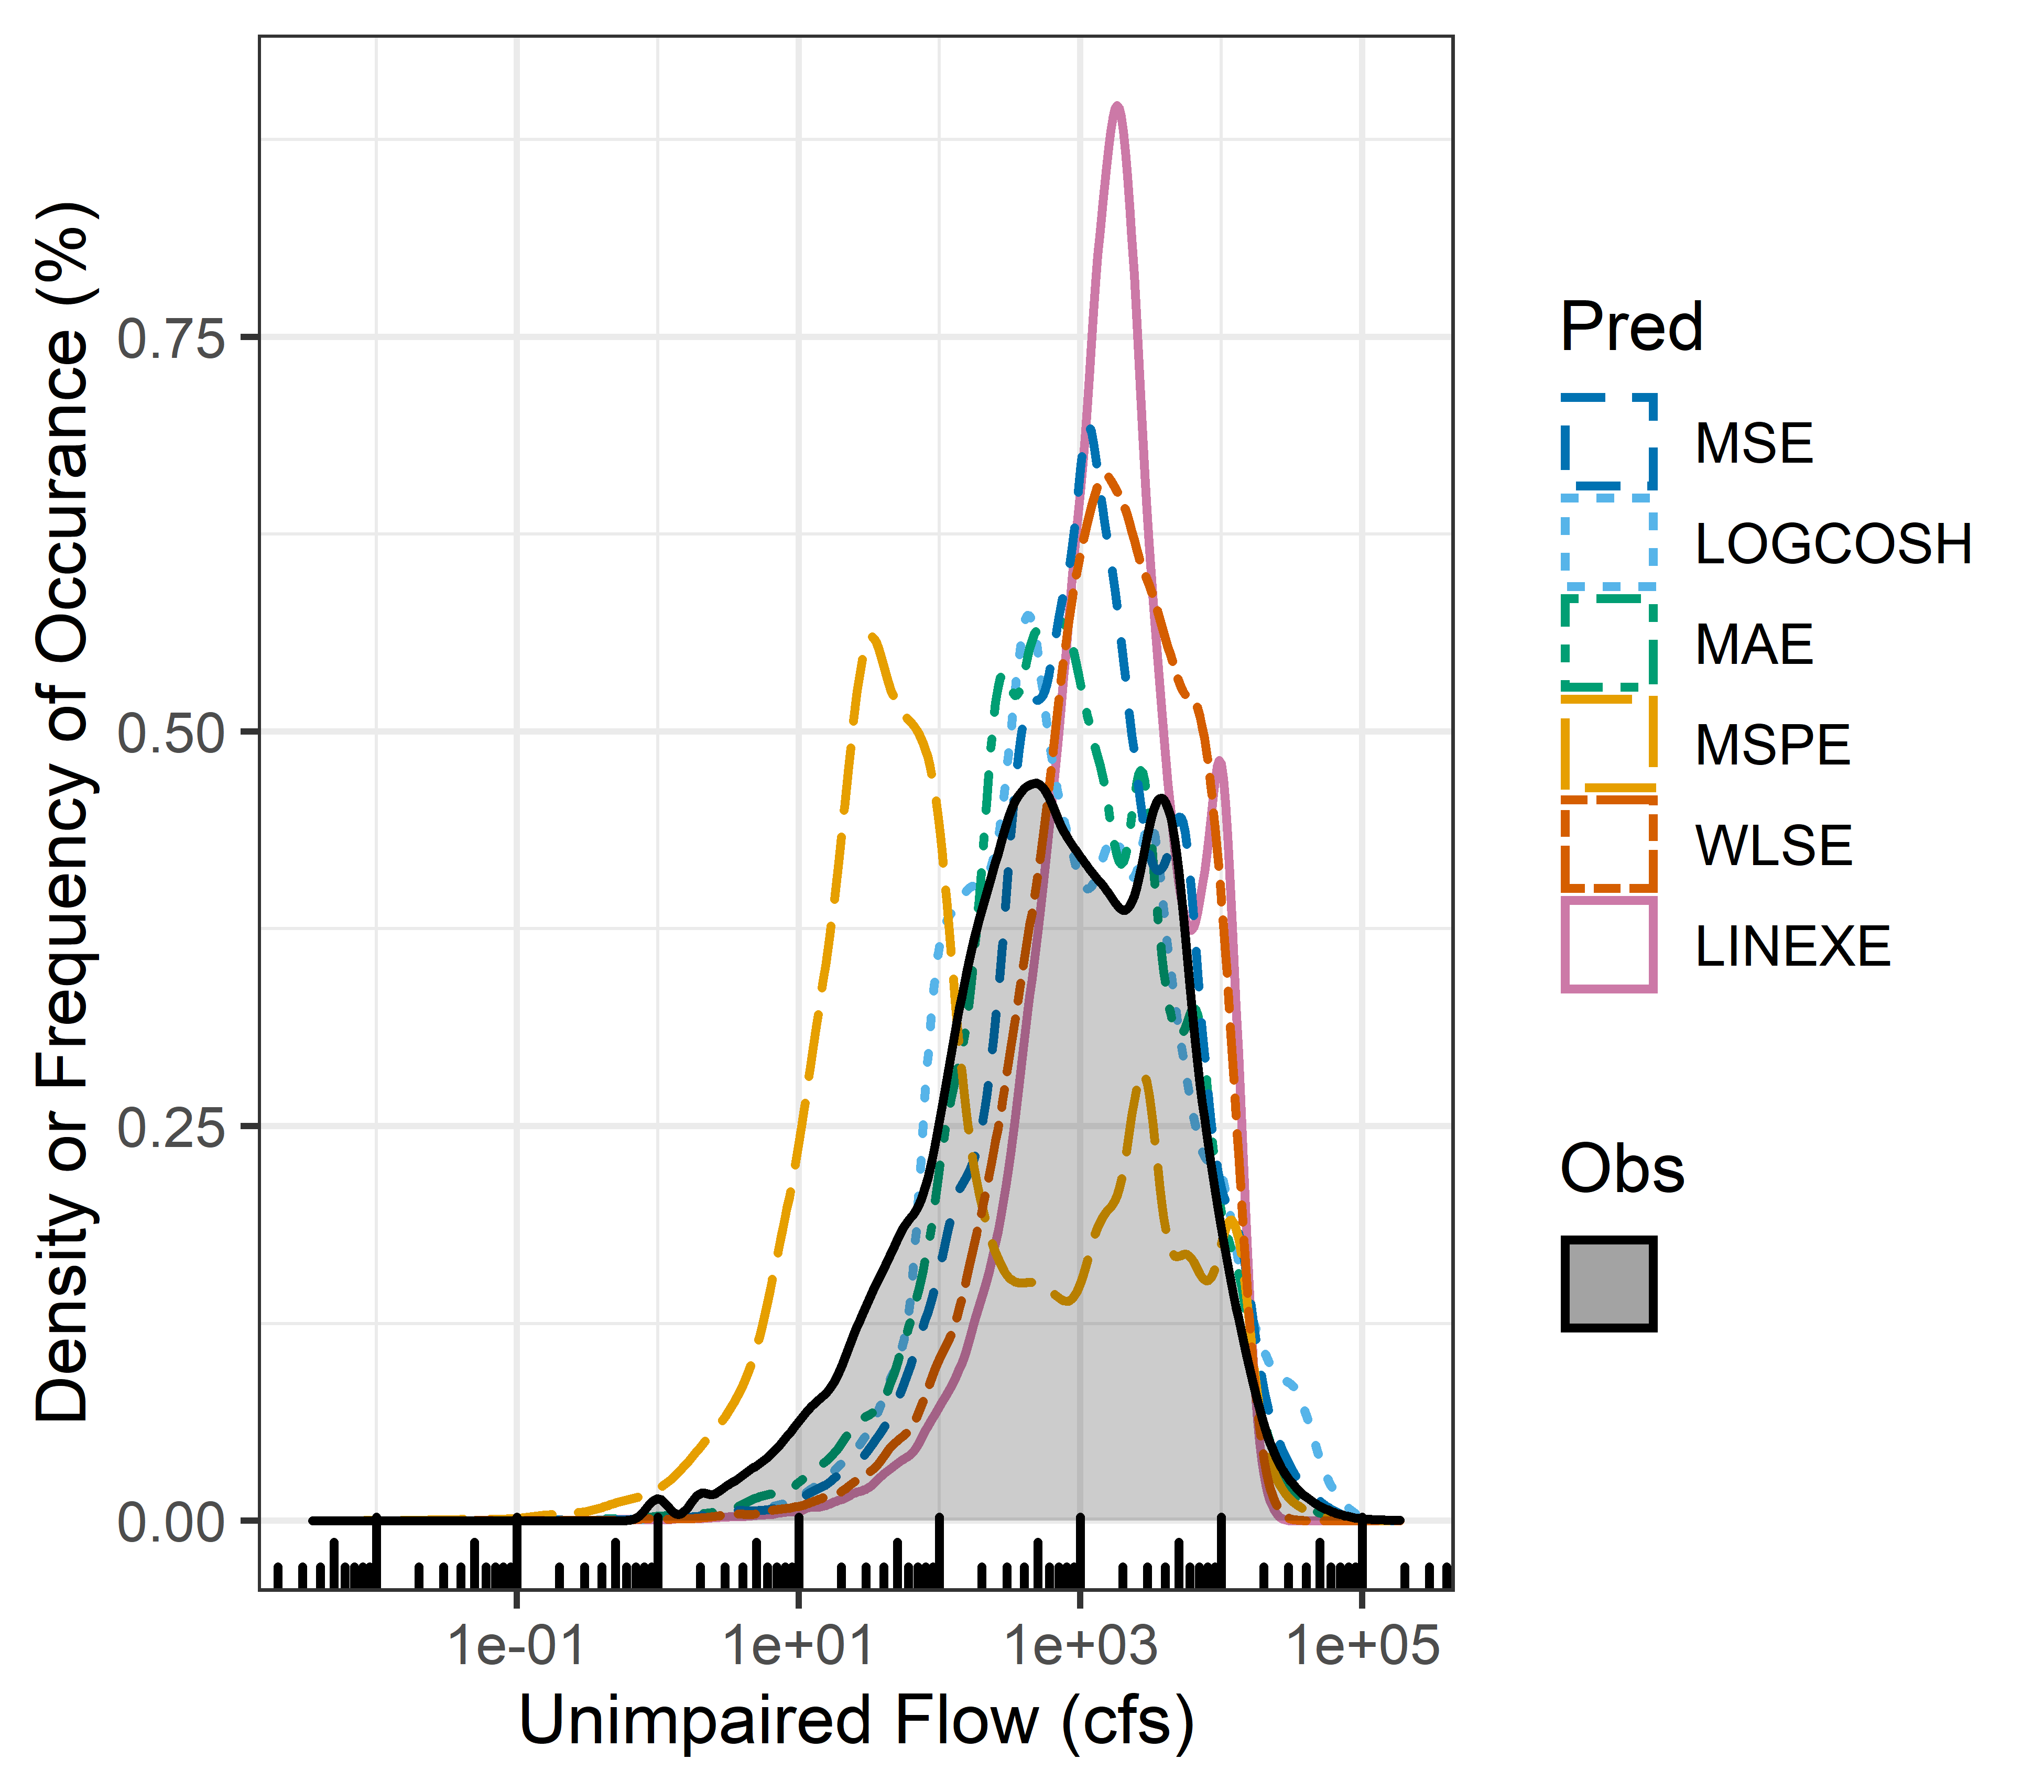 Density or Frequency of Occurance (%)
0.75
0.50
0.25
0.00
1e-01 1e+01 1e+03 1e+05
Unimpaired Flow (cfs)
Pred
MSE
LOGCOSH
MAE
MSPE
WLSE
LINEXE
Obs